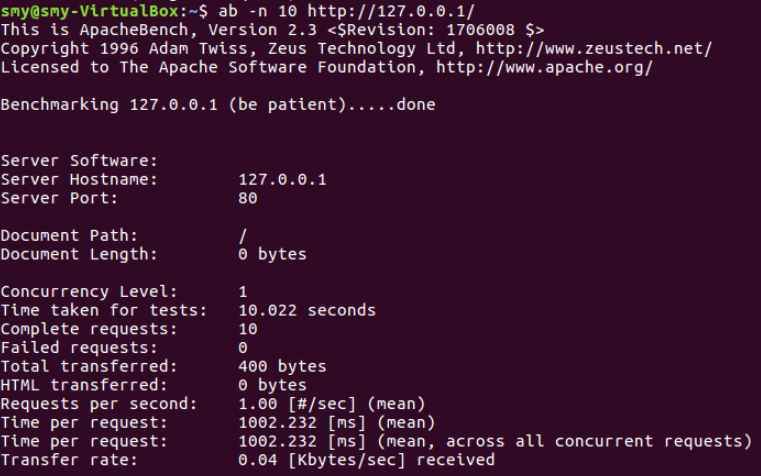 smy@smy-VirtualBox:~$ ab -n 10 http://127.0.0.1/
This is ApacheBench, Version 2.3 <$Revision: 1706008 $>
Copyright 1996 Adam Twiss, Zeus Technology Ltd, http://www.zeustech.net/
Licensed to The Apache Software Foundation, http://www.apache.org/

Benchmarking 127.0.0.1 (be patient).....done


Server Software:
Server Hostname:        127.0.0.1
Server Port:            80

Document Path:          /
Document Length:        0 bytes

Concurrency Level:      1
Time taken for tests:   10.022 seconds
Complete requests:      10
Failed requests:        0
Total transferred:      400 bytes
HTML transferred:       0 bytes
Requests per second:    1.00 [#/sec] (mean)
Time per request:       1002.232 [ms] (mean)
Time per request:       1002.232 [ms] (mean, across all concurrent requests)
Transfer rate:          0.04 [Kbytes/sec] received